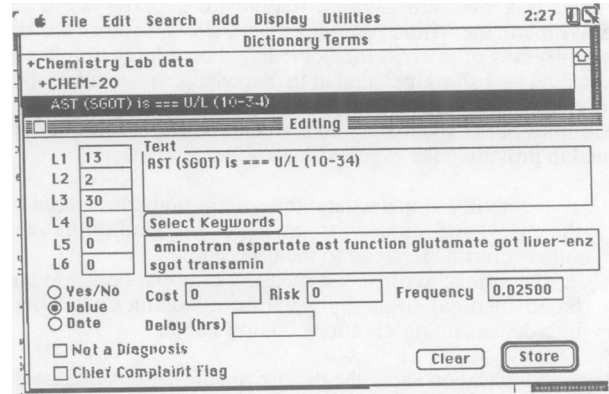 File Edit Search Add Display Utilities 2:27
Dictionary Terms
+Chemistry Lab data
+CHEM-20
AST (SGOT) is === U/L (10-34)
Editing
L1 13
L2 2
L3 30
L4 0
L5 0
L6 0
Text
AST (SGOT) is === U/L (10-34)
Select Keywords
aminotran aspartate ast function glutamate got liver-enz
sgot transamin
Yes/No
Value
Date
Cost 0 Risk 0 Frequency 0.02500
Delay (hrs)
Not a Diagnosis
Chief Complaint Flag
Clear Store